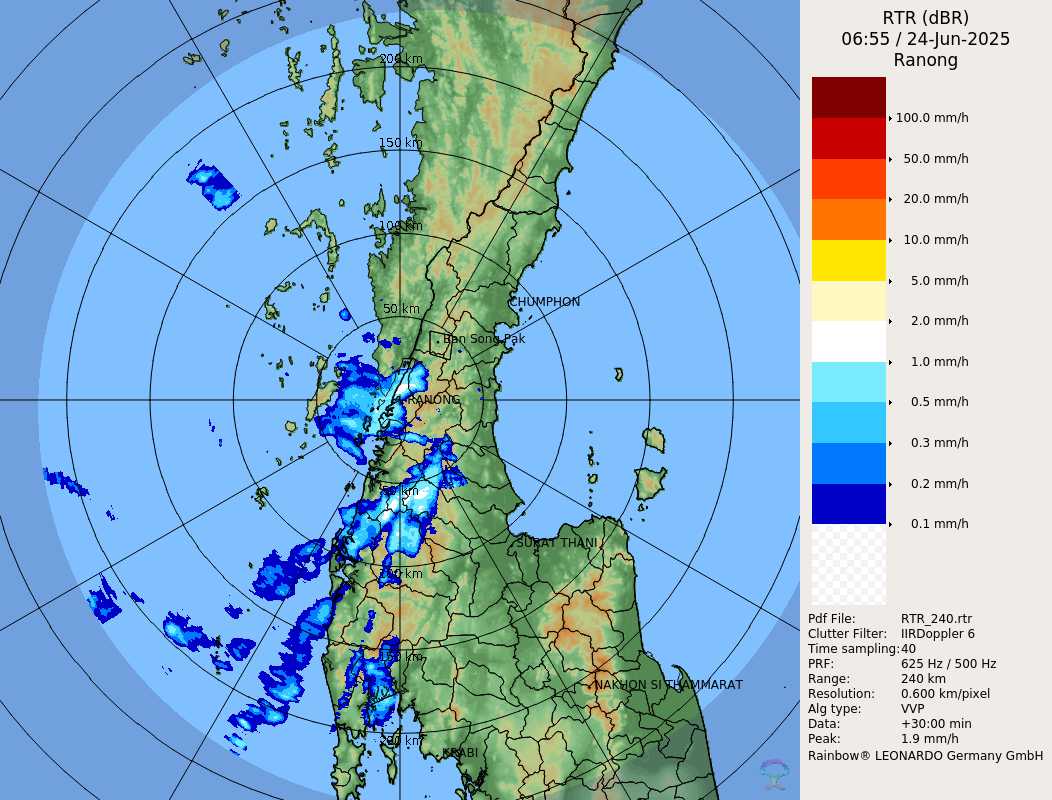 RTR (dBR)
06:55 / 24-Jun-2025
Ranong
200 km
150 km
100 km
50 km
CHUMPHON
Ban Song Pak
RANONG
50 km
SURAT THANI
100 km
150 km
NAKHON SI THAMMARAT
200 km
KRABI
100.0 mm/h
50.0 mm/h
20.0 mm/h
10.0 mm/h
5.0 mm/h
2.0 mm/h
1.0 mm/h
0.5 mm/h
0.3 mm/h
0.2 mm/h
0.1 mm/h
Pdf File: RTR_240.rtr
Clutter Filter: IIRDoppler 6
Time sampling:40
PRF: 625 Hz / 500 Hz
Range: 240 km
Resolution: 0.600 km/pixel
Alg type: VVP
Data: +30:00 min
Peak: 1.9 mm/h
Rainbow® LEONARDO Germany GmbH